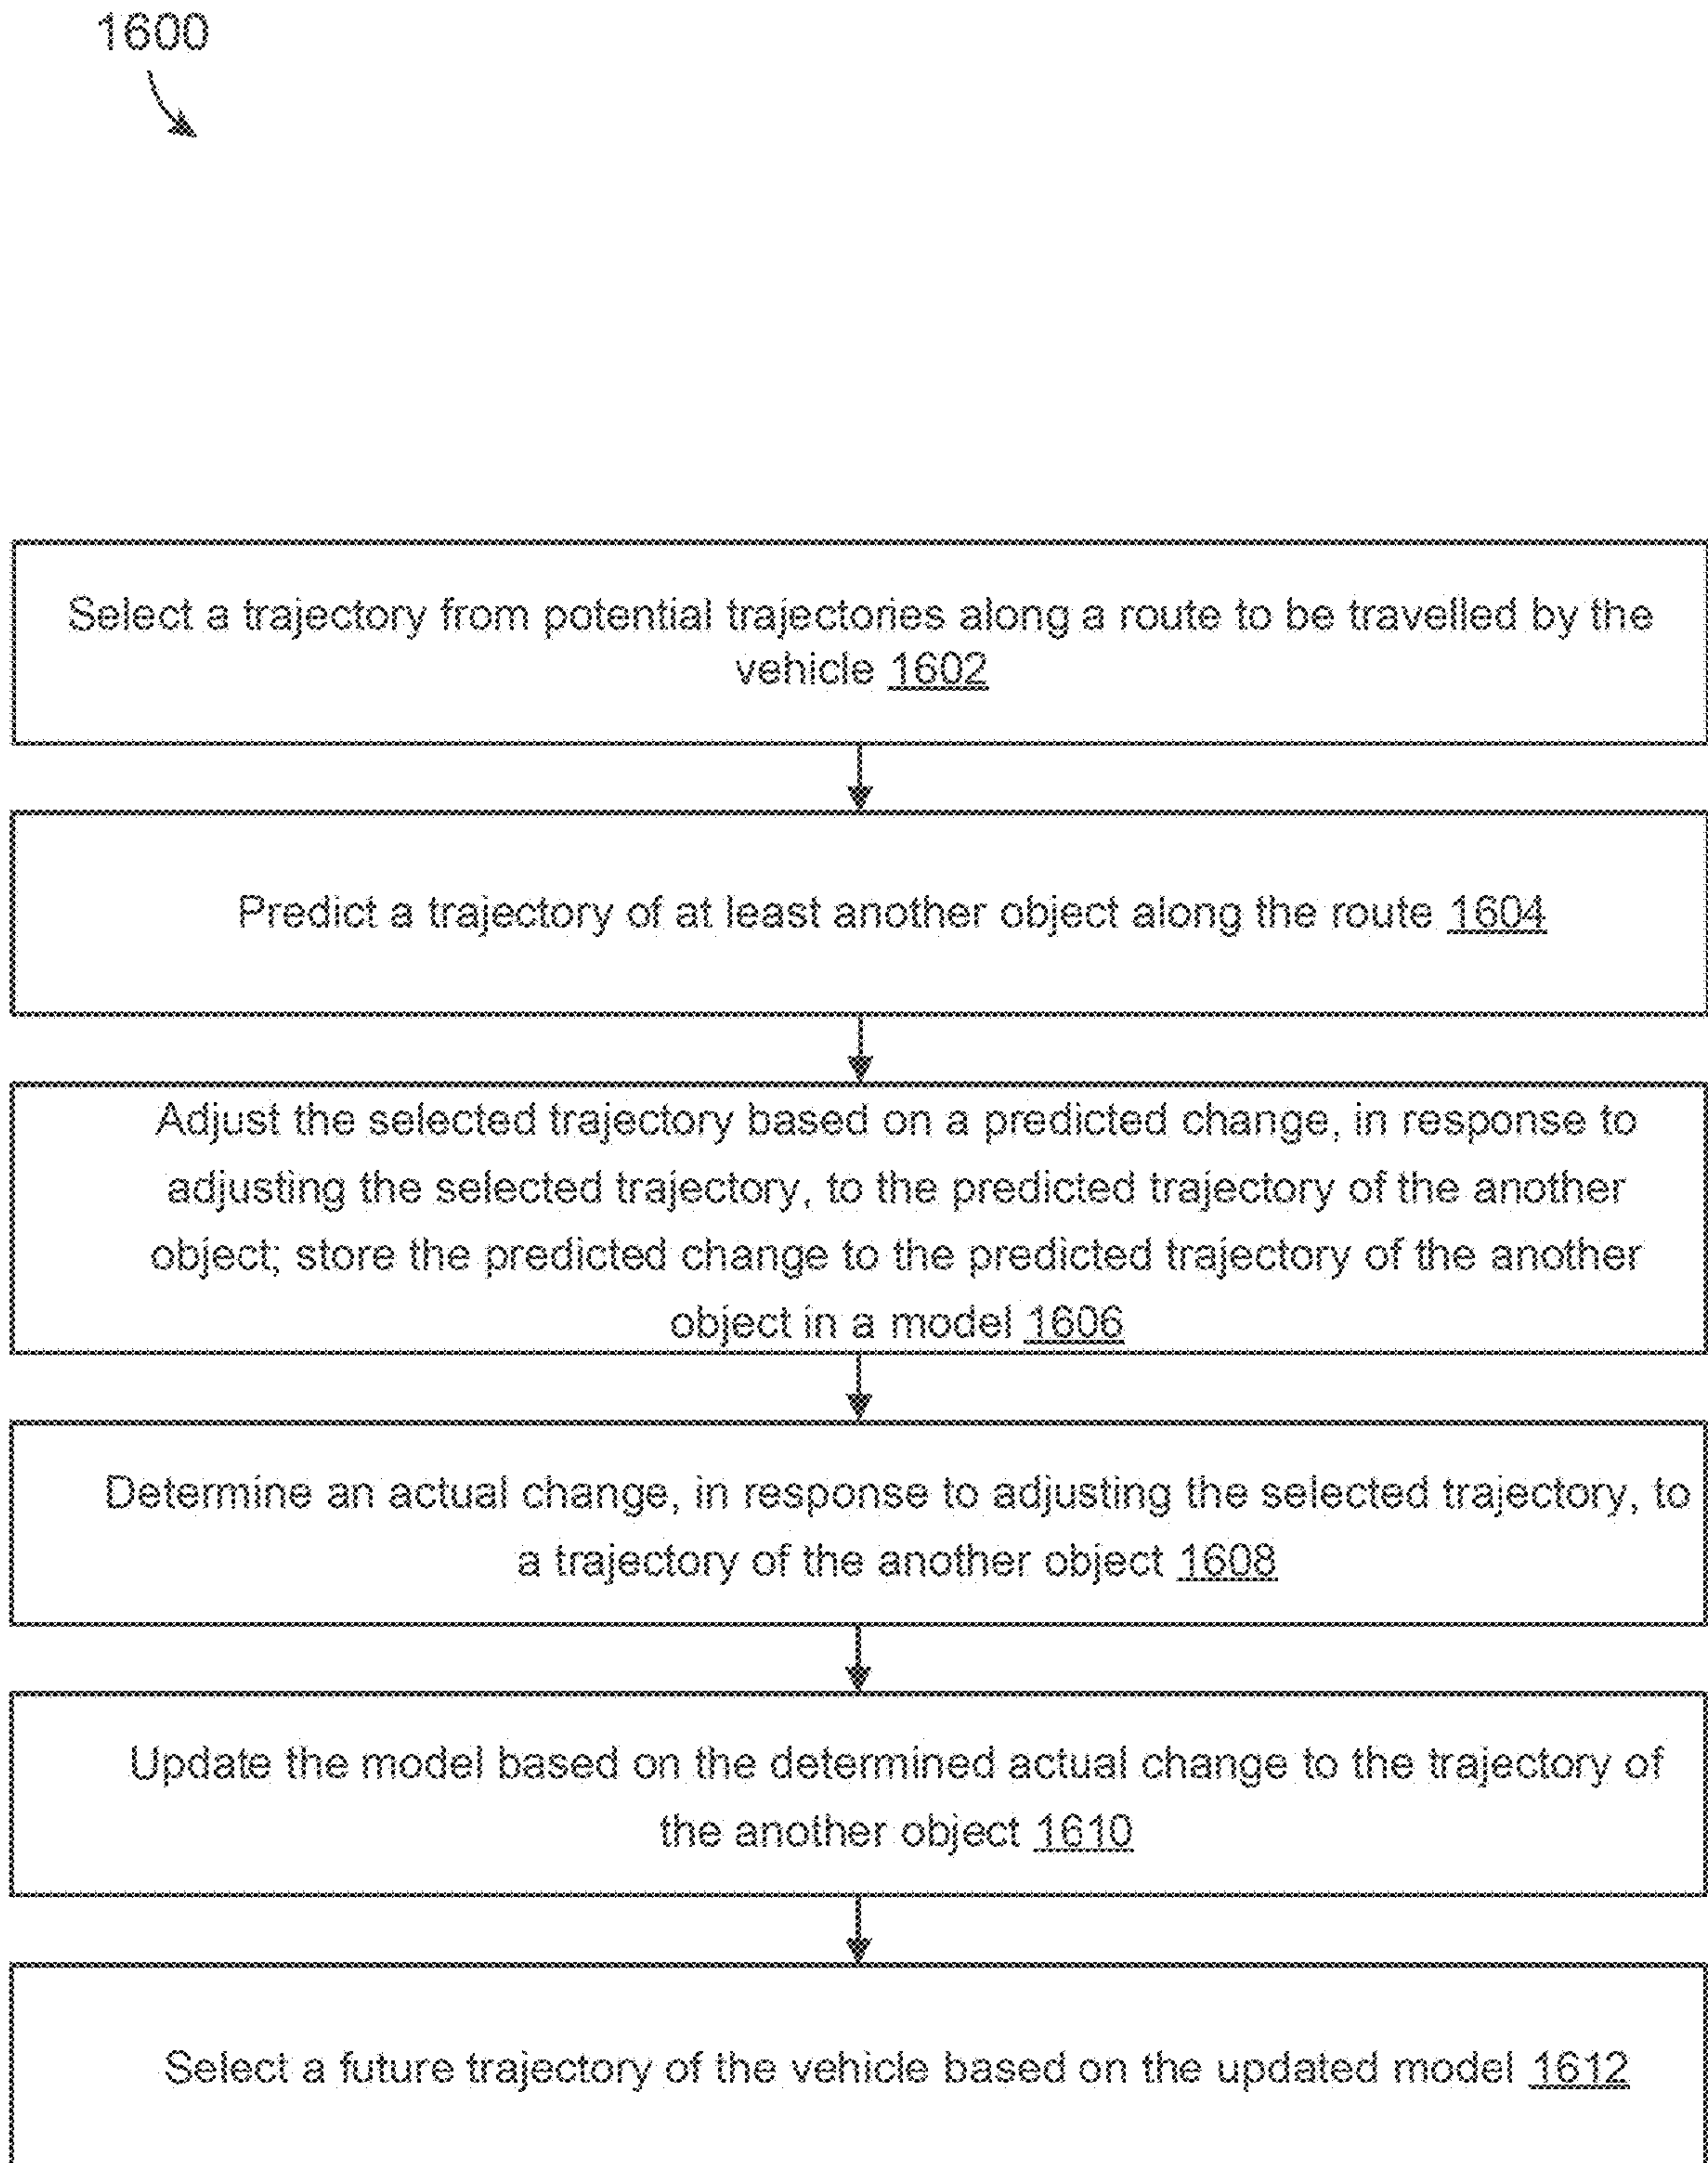 1600
Select a trajectory from potential trajectories along a route to be travelled by the
vehicle 1602
Predict a trajectory of at least another object along the route 1604
Adjust the selected trajectory based on a predicted change, in response to
adjusting the selected trajectory, to the predicted trajectory of the another
object; store the predicted change to the predicted trajectory of the another
object in a model 1606
Determine an actual change, in response to adjusting the selected trajectory, to
a trajectory of the another object 1608
Update the model based on the determined actual change to the trajectory of
the another object 1610
Select a future trajectory of the vehicle based on the updated model 1612